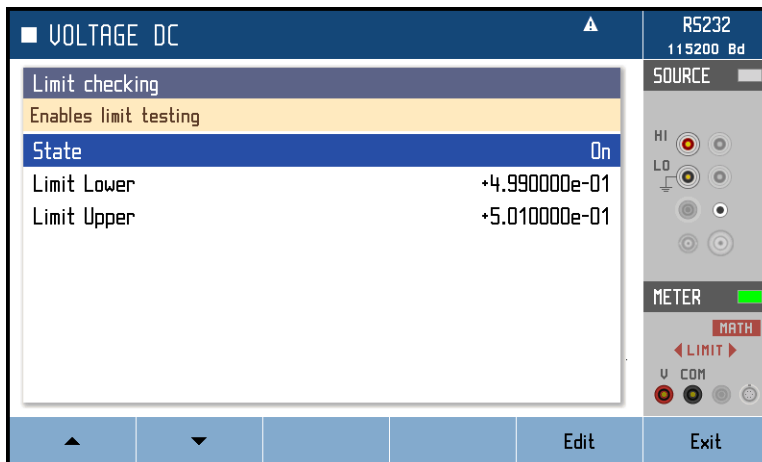 VOLTAGE DC
RS232
115200 Bd
Limit checking
Enables limit testing
State On
Limit Lower +4.990000e-01
Limit Upper +5.010000e-01
SOURCE
HI
LO
METER
MATH
LIMIT
V COM
Edit
Exit